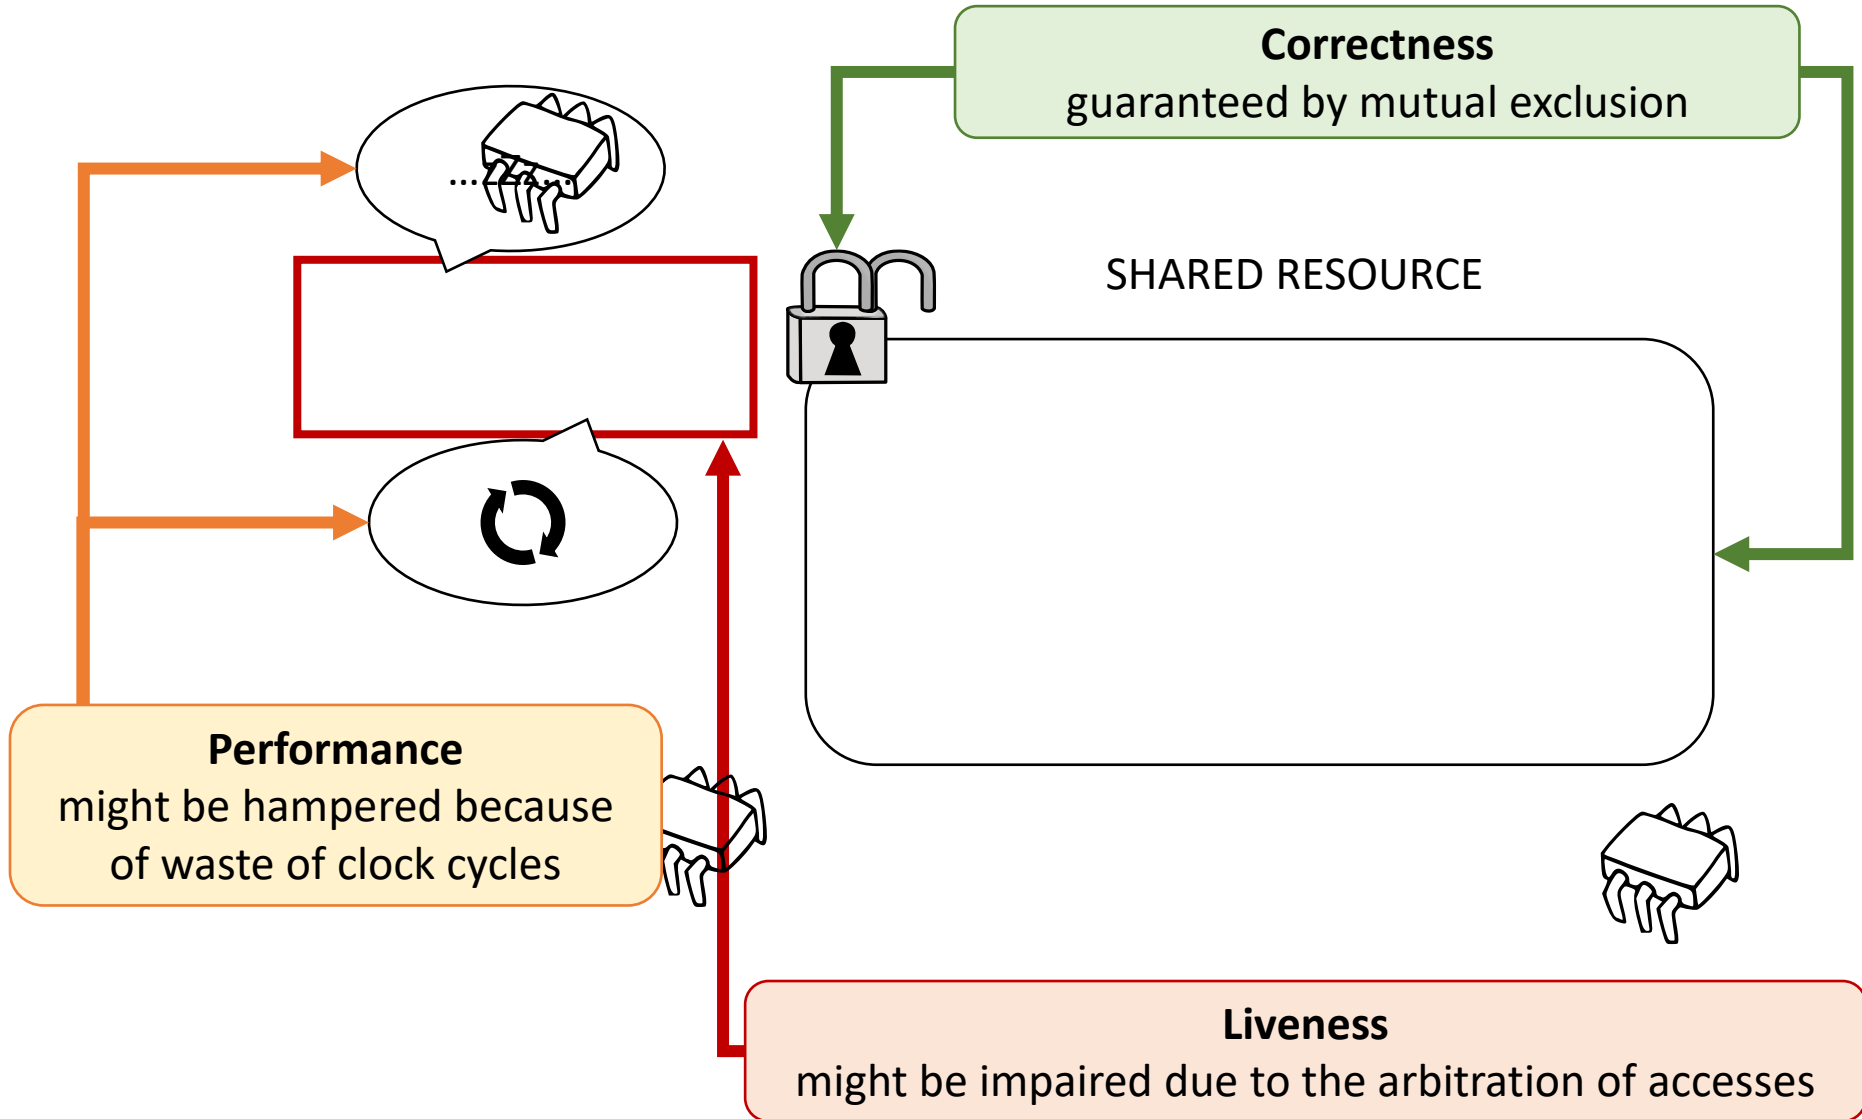 Correctness
guaranteed by mutual exclusion
SHARED RESOURCE
Performance
might be hampered because
of waste of clock cycles
Liveness
might be impaired due to the arbitration of accesses